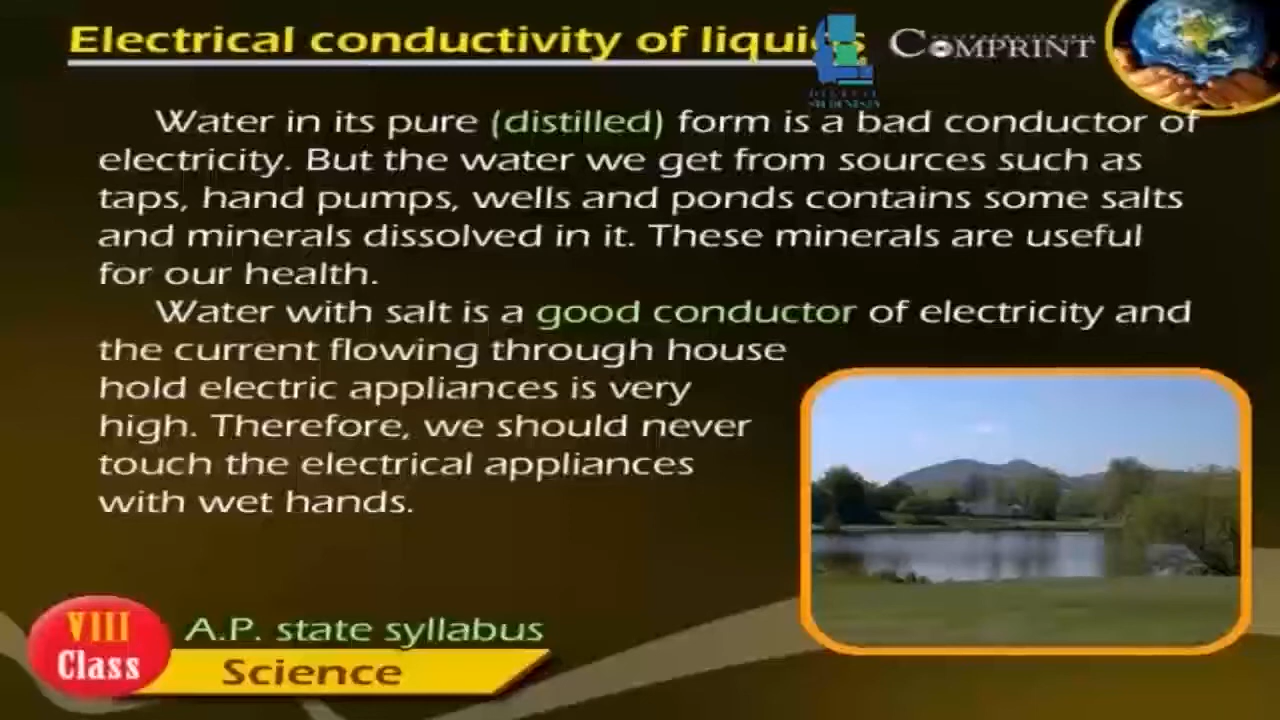 Electrical conductivity of liquids
COMPRINT
Water in its pure (distilled) form is a bad conductor of
electricity. But the water we get from sources such as
taps, hand pumps, wells and ponds contains some salts
and minerals dissolved in it. These minerals are useful
for our health.
Water with salt is a good conductor of electricity and
the current flowing through house
hold electric appliances is very
high. Therefore, we should never
touch the electrical appliances
with wet hands.
VIII
Class
A.P. state syllabus
Science